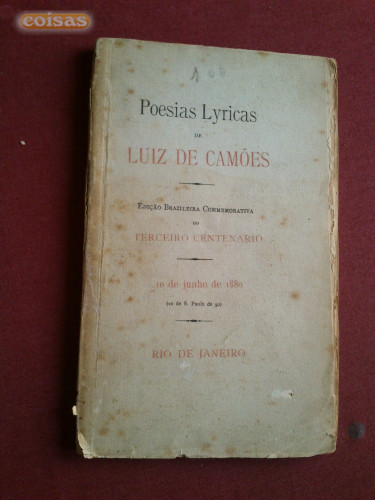 coisas
Poesias Lyricas
DE
LUIZ DE CAMÕES
EDIÇÃO BRAZILEIRA COMMEMORATIVA
DO
TERCEIRO CENTENARIO
10 de junho de 1880
RIO DE JANEIRO